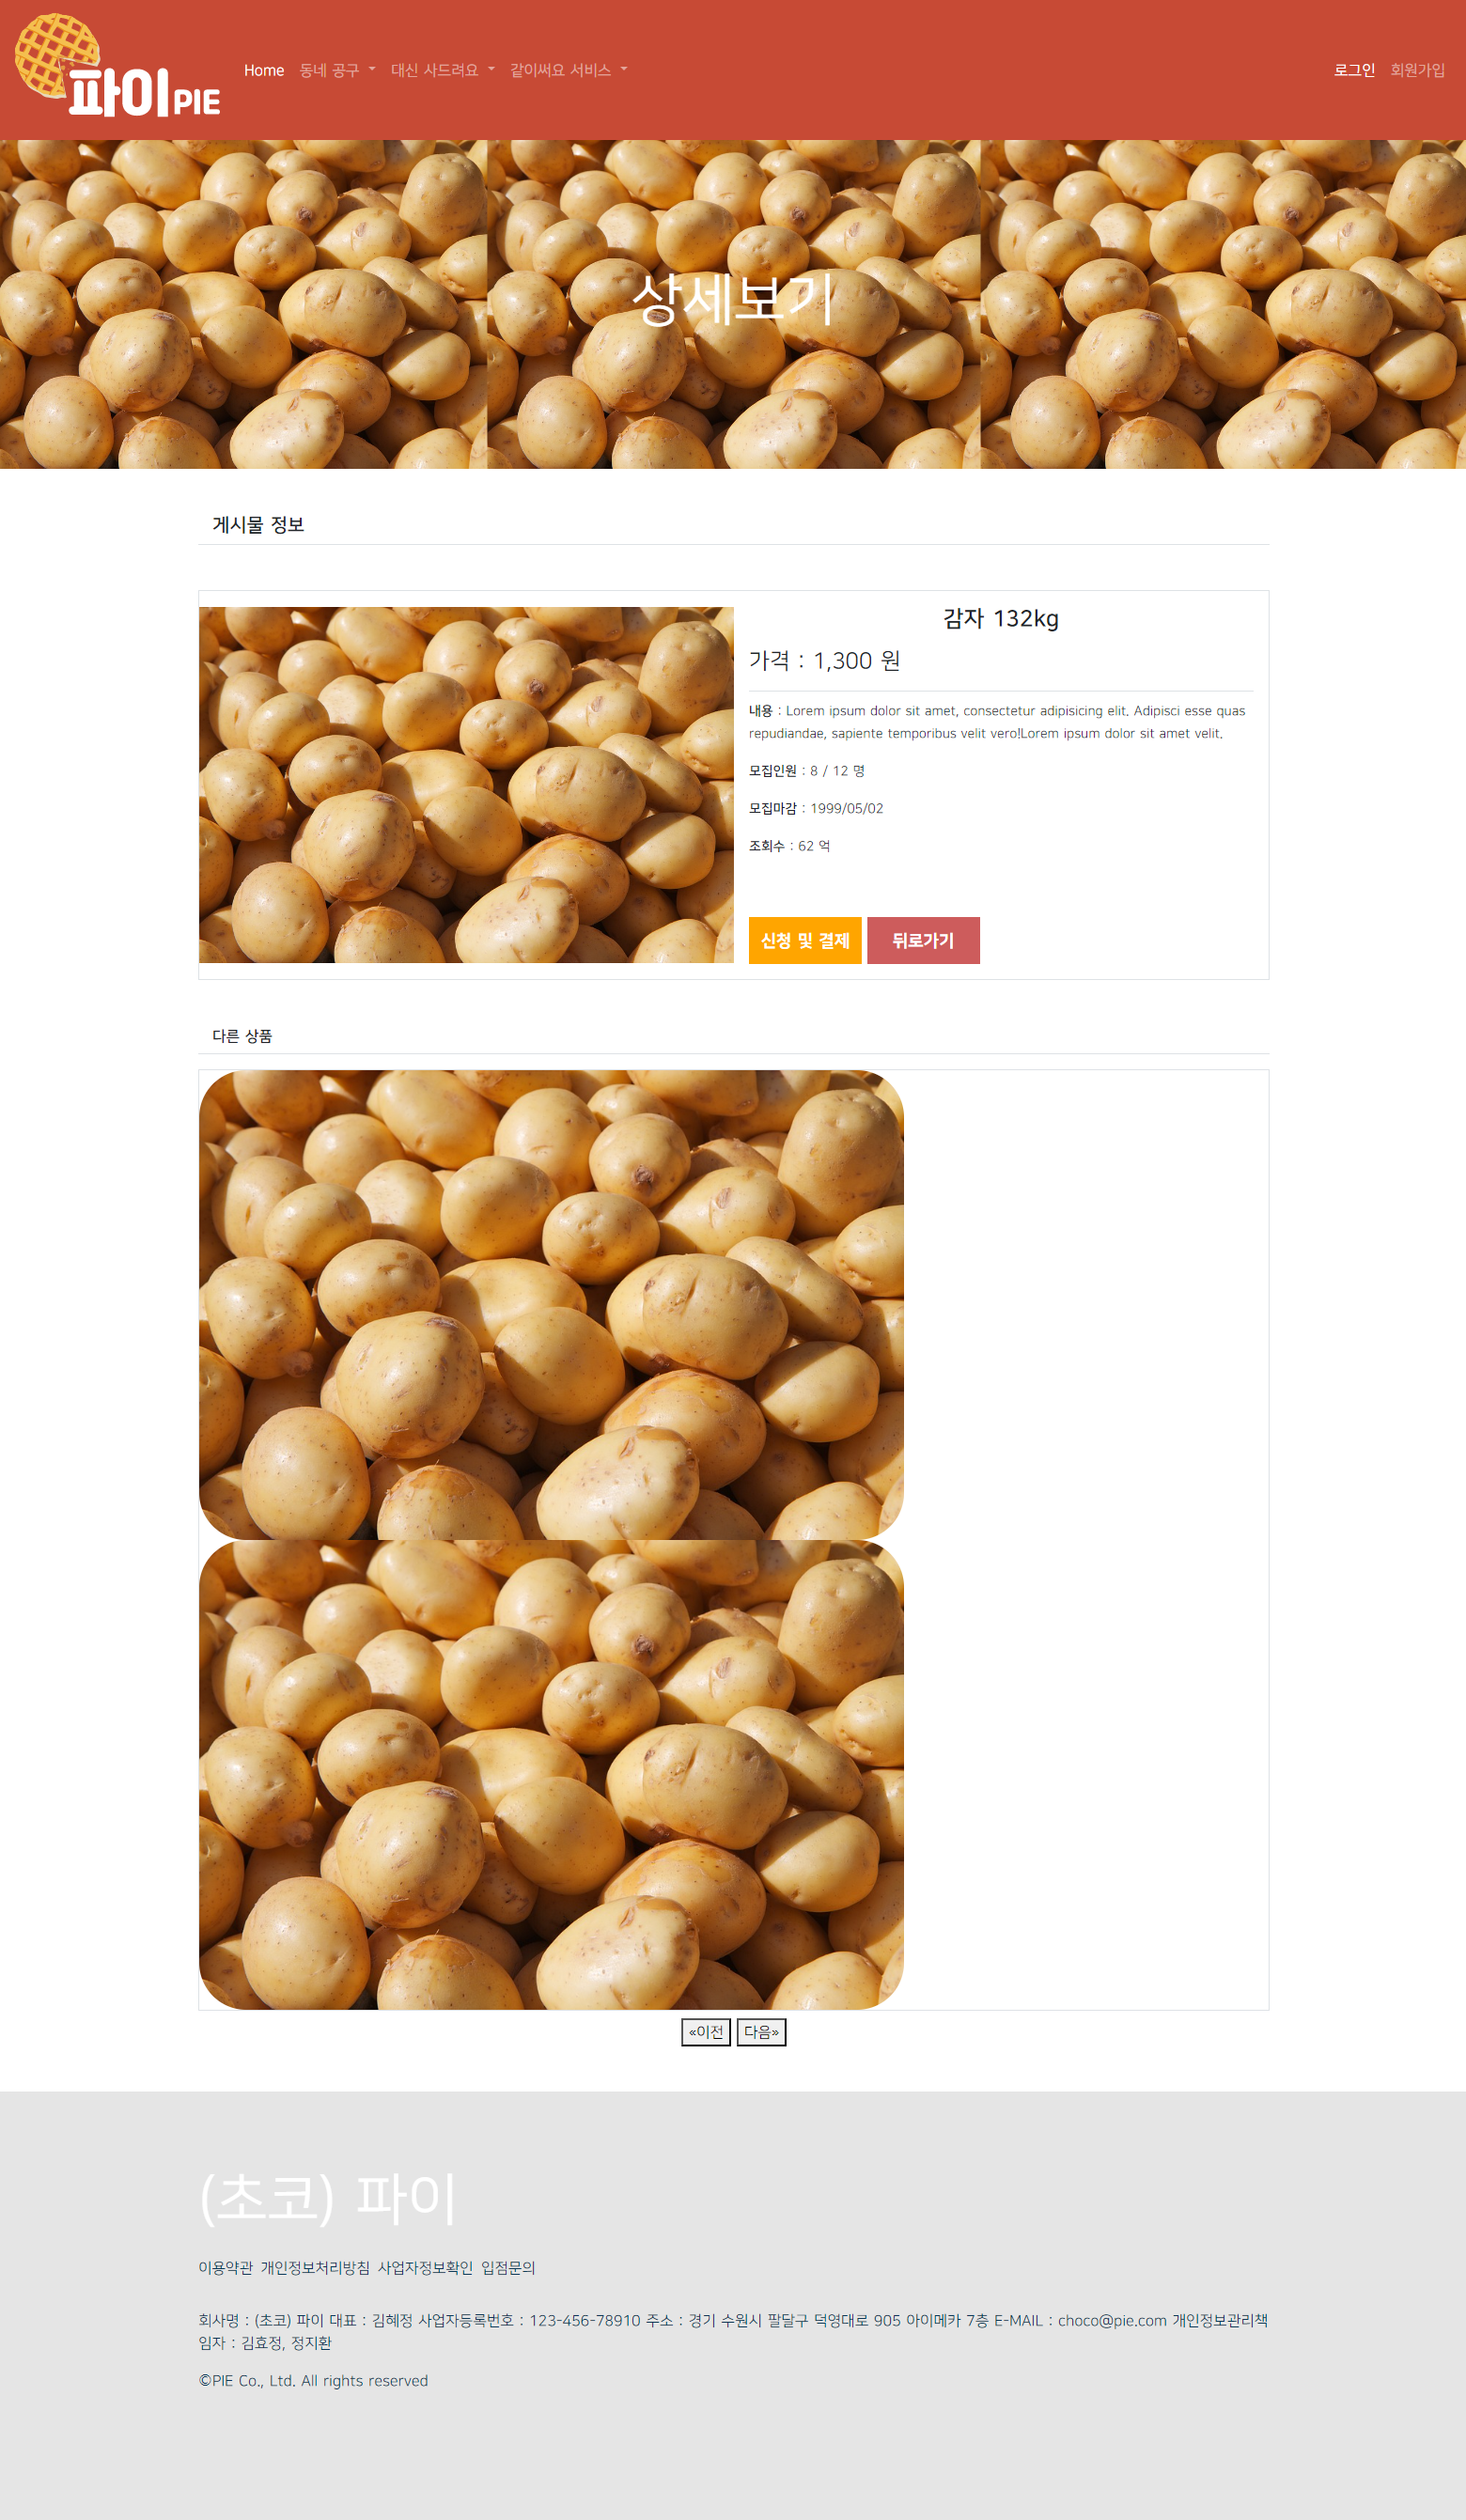 파이 PIE
Home 동네 공구 대신 사드려요 같이써요 서비스 로그인 회원가입
상세보기
게시물 정보
감자 132kg
가격 : 1,300 원
내용 : Lorem ipsum dolor sit amet, consectetur adipisicing elit. Adipisci esse quas
repudiandae, sapiente temporibus velit vero!Lorem ipsum dolor sit amet velit.
모집인원 : 8 / 12 명
모집마감 : 1999/05/02
조회수 : 62 억
신청 및 결제 뒤로가기
다른 상품
«이전 다음»
(초코) 파이
이용약관 개인정보처리방침 사업자정보확인 입점문의
회사명 : (초코) 파이 대표 : 김혜정 사업자등록번호 : 123-456-78910 주소 : 경기 수원시 팔달구 덕영대로 905 아이메카 7층 E-MAIL : choco@pie.com 개인정보관리책
임자 : 김효정, 정지환
©PIE Co., Ltd. All rights reserved